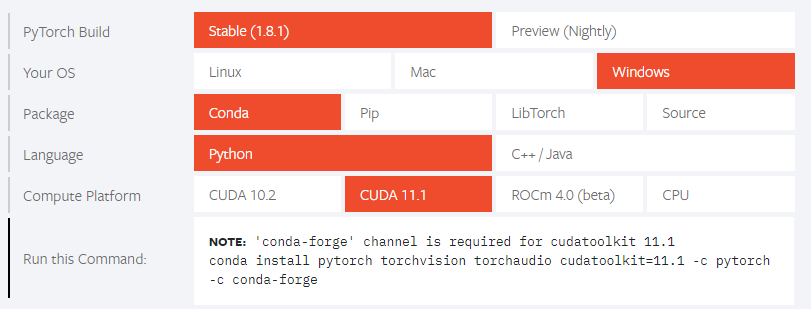 PyTorch Build Stable (1.8.1) Preview (Nightly)
Your OS Linux Mac Windows
Package Conda Pip LibTorch Source
Language Python C++ / Java
Compute Platform CUDA 10.2 CUDA 11.1 ROCm 4.0 (beta) CPU
NOTE: 'conda-forge' channel is required for cudatoolkit 11.1
Run this Command: conda install pytorch torchvision torchaudio cudatoolkit=11.1 -c pytorch
-c conda-forge